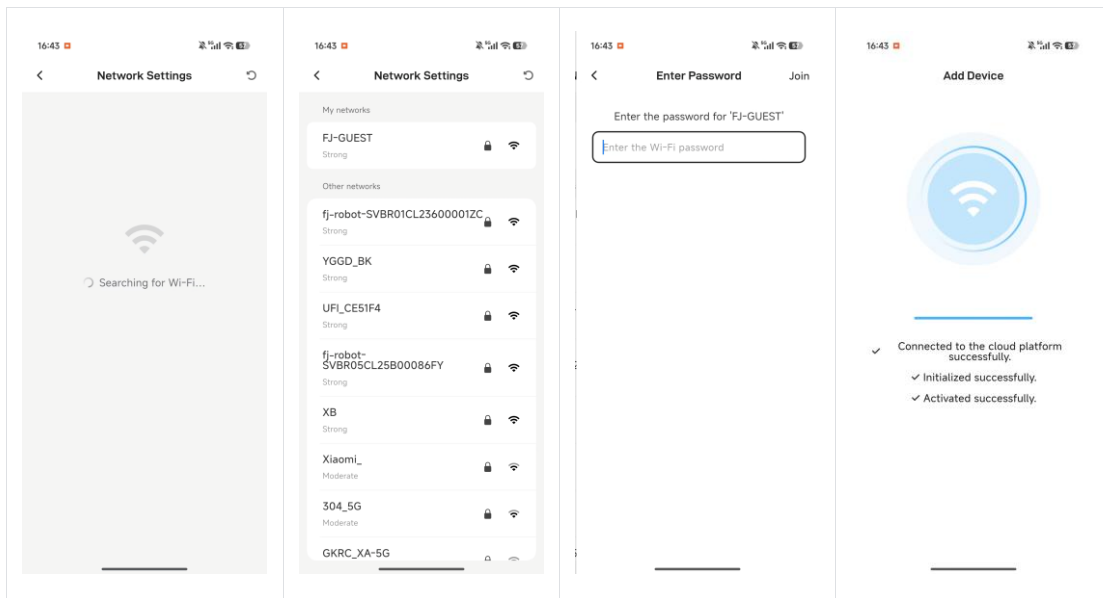 16:43
Network Settings
Searching for Wi-Fi...
16:43
Network Settings
My networks
FJ-GUEST
Strong
Other networks
fj-robot-SVBR01CL23600001ZC
Strong
YGGD_BK
Strong
UFI_CE51F4
Strong
fj-robot-
SVBR05CL25B00086FY
Strong
XB
Strong
Xiaomi_
Moderate
304_5G
Moderate
GKRC_XA-5G
16:43
Enter Password
Join
Enter the password for 'FJ-GUEST'
Enter the Wi-Fi password
16:43
Add Device
Connected to the cloud platform
successfully.
Initialized successfully.
Activated successfully.